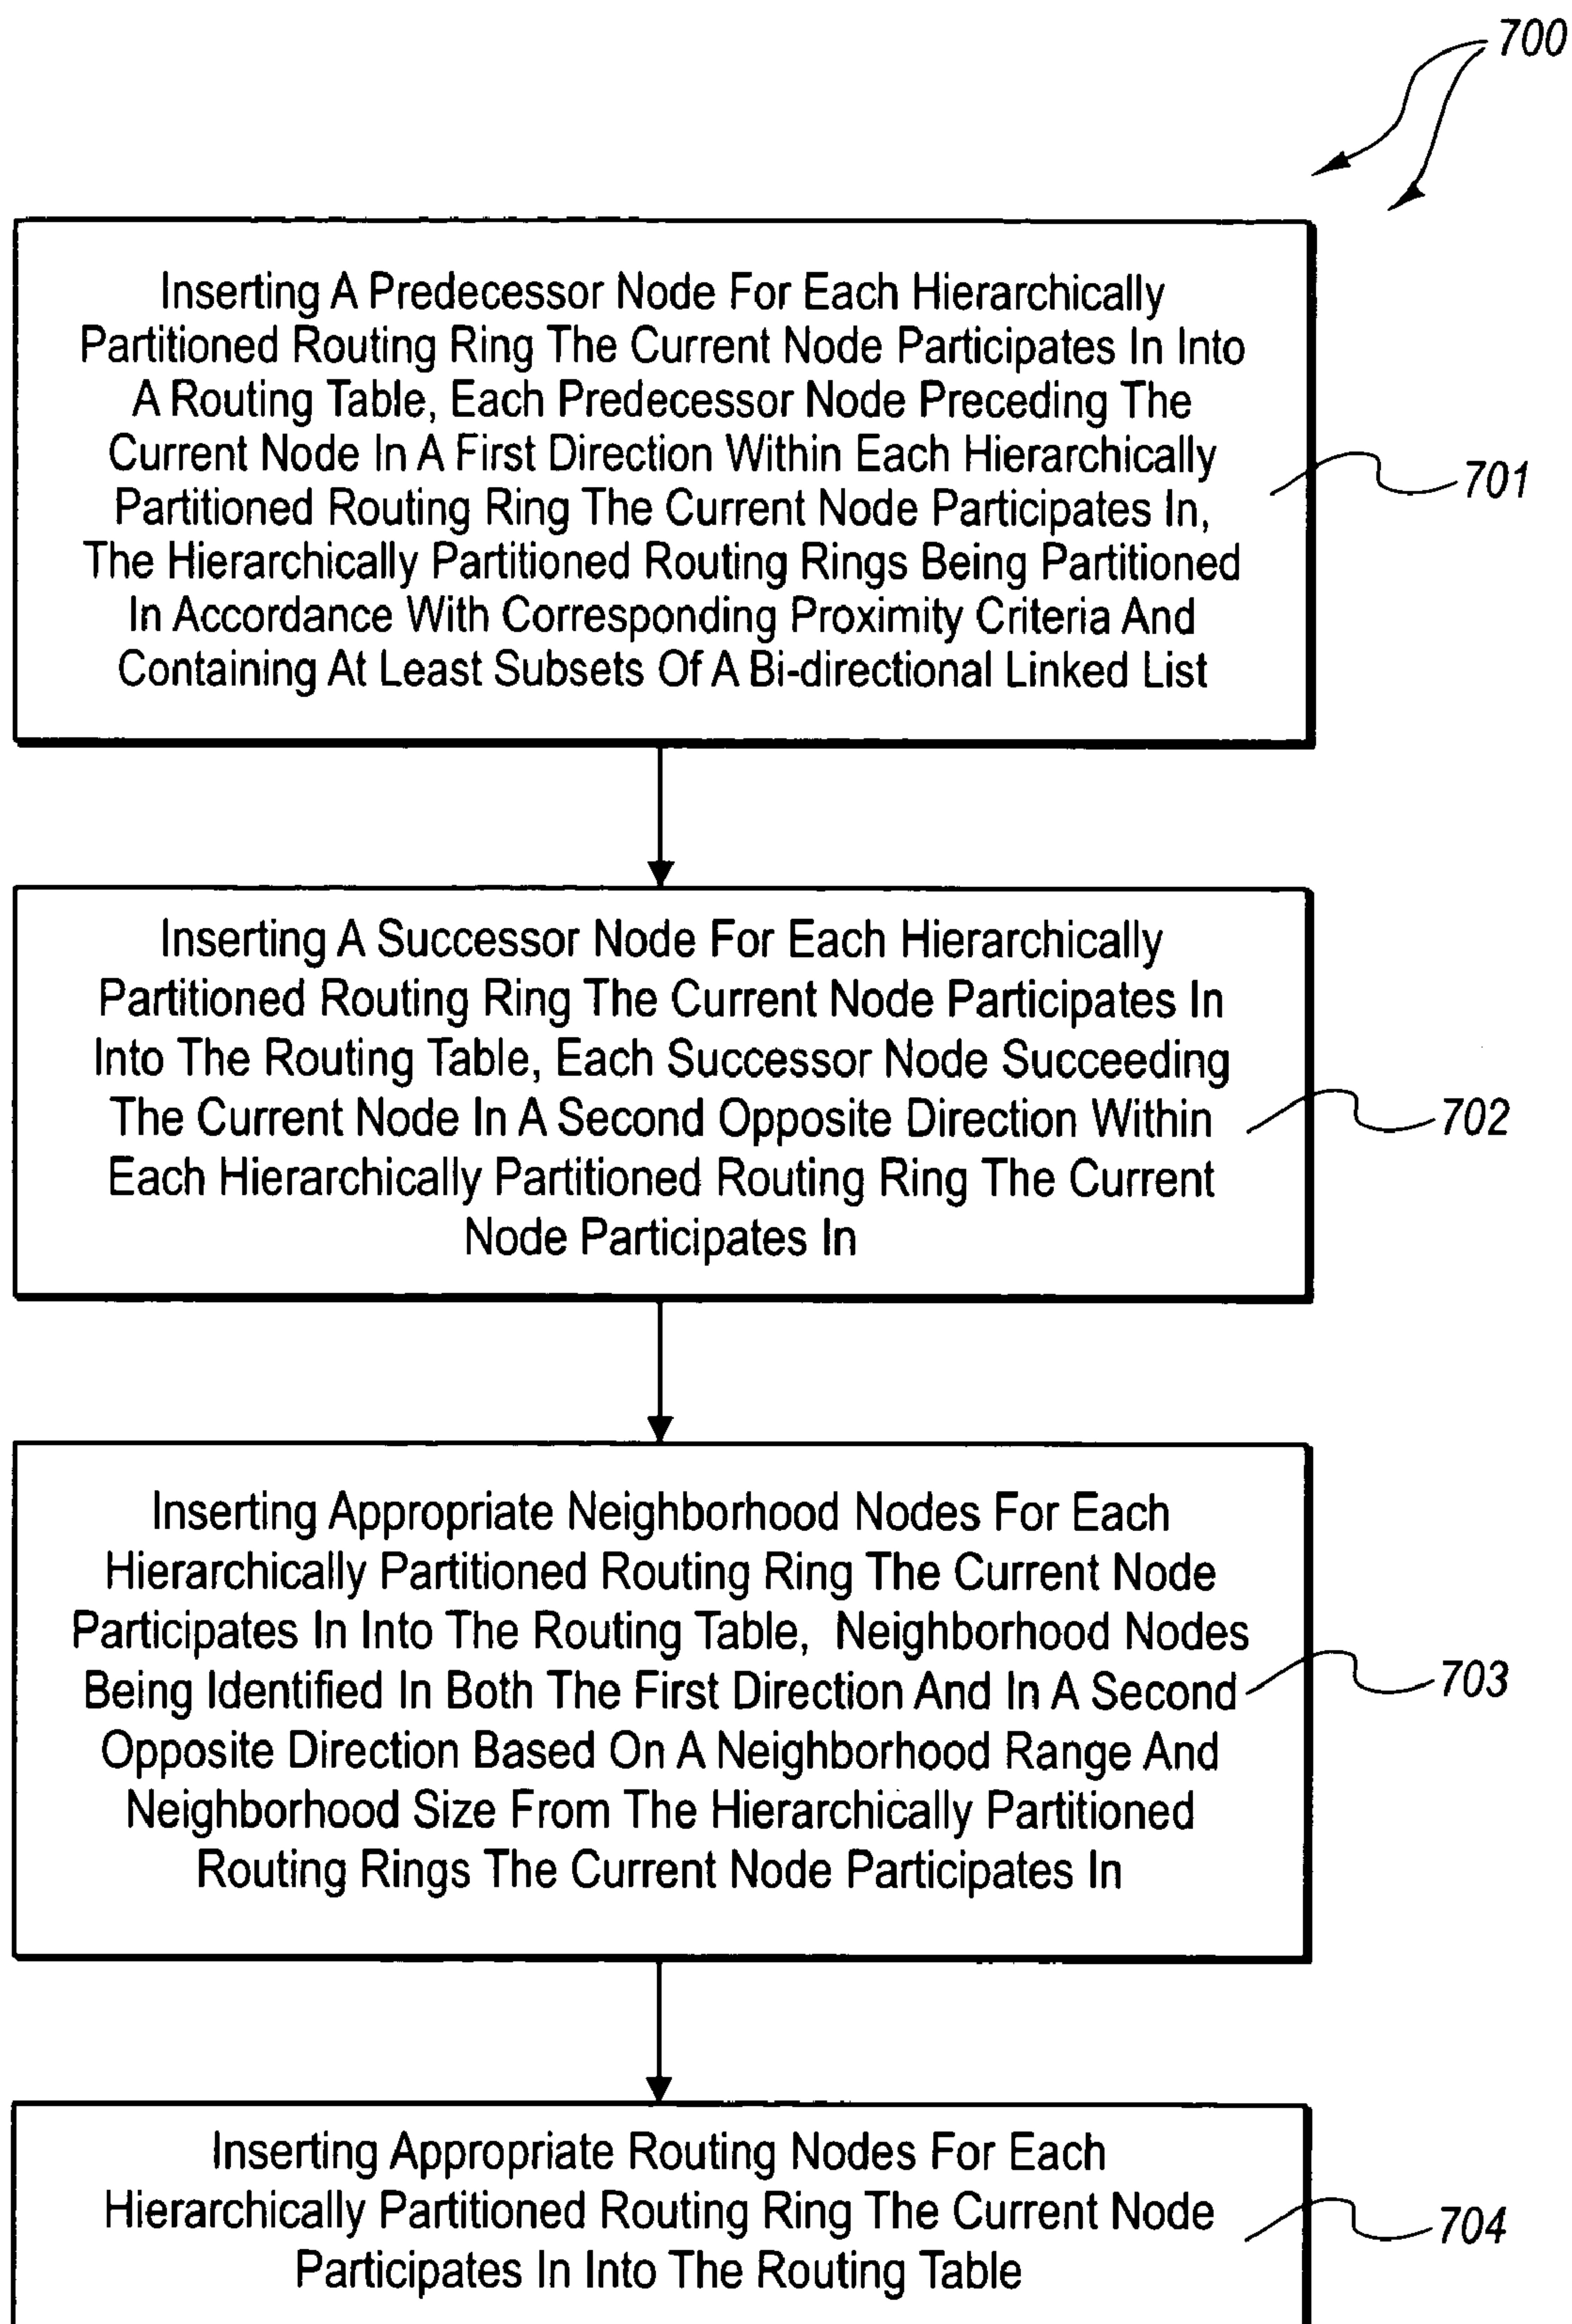 700
Inserting A Predecessor Node For Each Hierarchically
Partitioned Routing Ring The Current Node Participates In Into
A Routing Table, Each Predecessor Node Preceding The
Current Node In A First Direction Within Each Hierarchically
Partitioned Routing Ring The Current Node Participates In,
The Hierarchically Partitioned Routing Rings Being Partitioned
In Accordance With Corresponding Proximity Criteria And
Containing At Least Subsets Of A Bi-directional Linked List
701
Inserting A Successor Node For Each Hierarchically
Partitioned Routing Ring The Current Node Participates In
Into The Routing Table, Each Successor Node Succeeding
The Current Node In A Second Opposite Direction Within
Each Hierarchically Partitioned Routing Ring The Current
Node Participates In
702
Inserting Appropriate Neighborhood Nodes For Each
Hierarchically Partitioned Routing Ring The Current Node
Participates In Into The Routing Table, Neighborhood Nodes
Being Identified In Both The First Direction And In A Second
Opposite Direction Based On A Neighborhood Range And
Neighborhood Size From The Hierarchically Partitioned
Routing Rings The Current Node Participates In
703
Inserting Appropriate Routing Nodes For Each
Hierarchically Partitioned Routing Ring The Current Node
Participates In Into The Routing Table
704